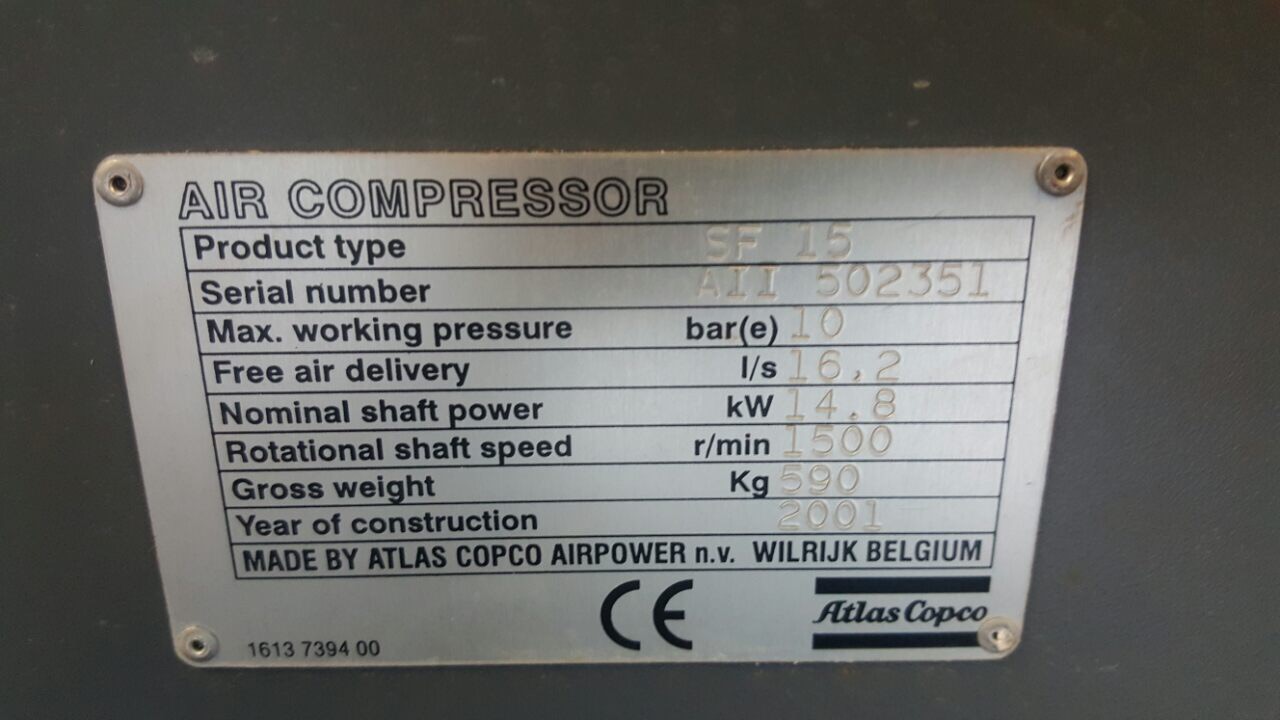 AIR COMPRESSOR
Product type SF 15
Serial number AII 502351
Max. working pressure bar(e) 10
Free air delivery l/s 16.2
Nominal shaft power kW 14.8
Rotational shaft speed r/min 1500
Gross weight Kg 590
Year of construction 2001
MADE BY ATLAS COPCO AIRPOWER n.v. WILRIJK BELGIUM
CE
Atlas Copco
1613 7394 00